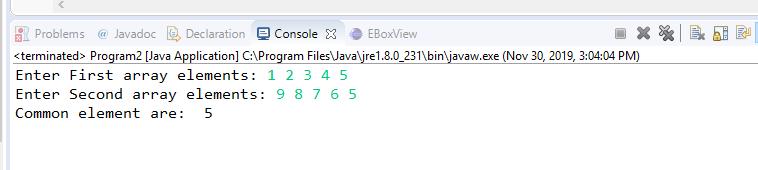 Problems @ Javadoc Declaration Console EBoxView
<terminated> Program2 [Java Application] C:\Program Files\Java\jre1.8.0_231\bin\javaw.exe (Nov 30, 2019, 3:04:04 PM)
Enter First array elements: 1 2 3 4 5
Enter Second array elements: 9 8 7 6 5
Common element are:  5